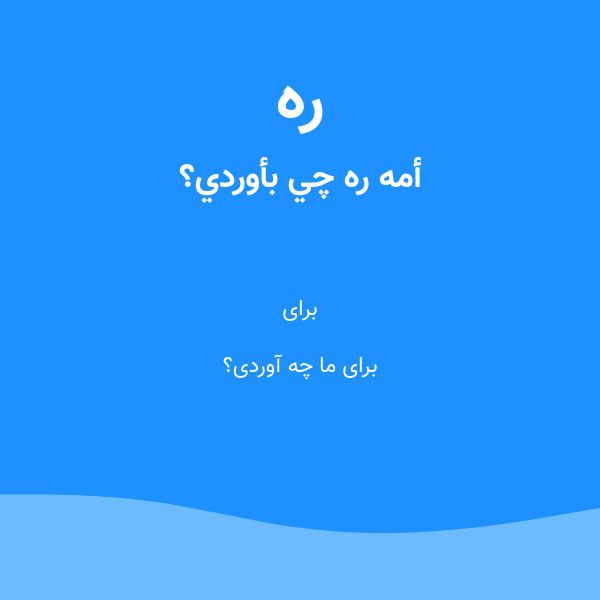 ره
أمه ره چي بأوردي؟
برای
برای ما چه آوردی؟